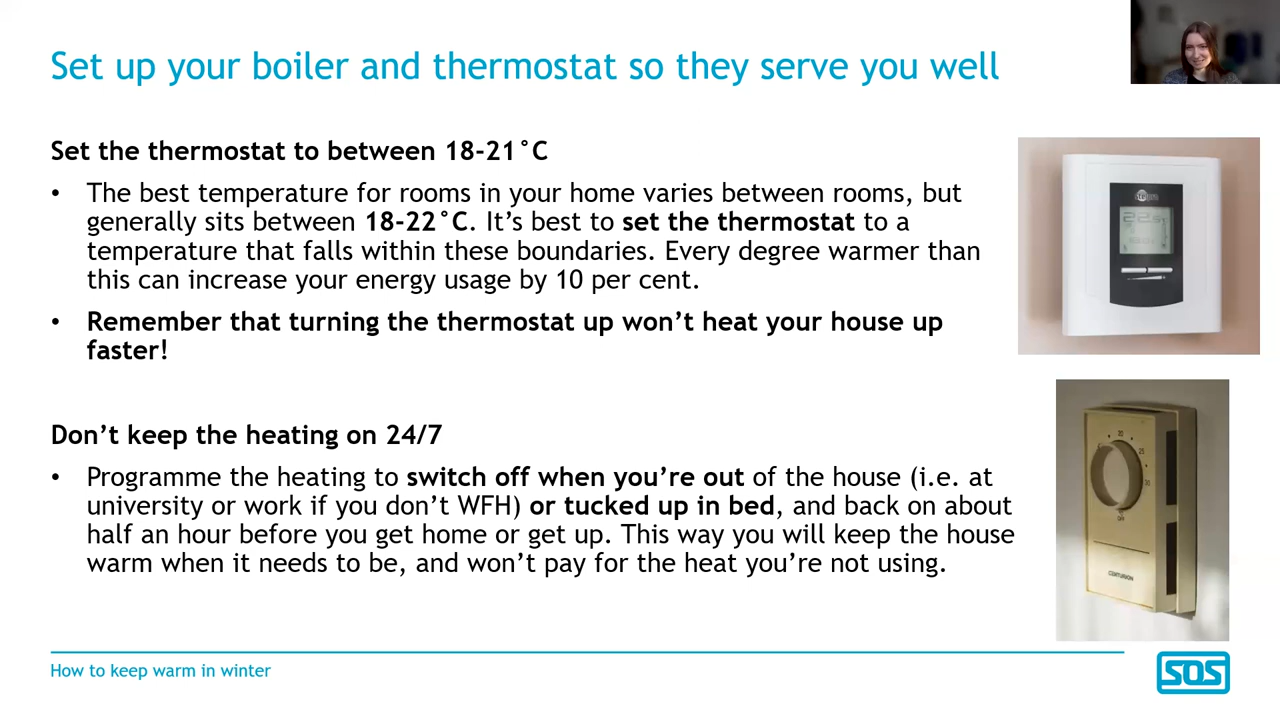 Set up your boiler and thermostat so they serve you well
Set the thermostat to between 18-21°C
• The best temperature for rooms in your home varies between rooms, but
generally sits between 18-22°C. It’s best to set the thermostat to a
temperature that falls within these boundaries. Every degree warmer than
this can increase your energy usage by 10 per cent.
• Remember that turning the thermostat up won’t heat your house up
faster!
Don’t keep the heating on 24/7
• Programme the heating to switch off when you’re out of the house (i.e. at
university or work if you don’t WFH) or tucked up in bed, and back on about
half an hour before you get home or get up. This way you will keep the house
warm when it needs to be, and won’t pay for the heat you’re not using.
20
25
30
OFF
CENTURION
How to keep warm in winter
SOS